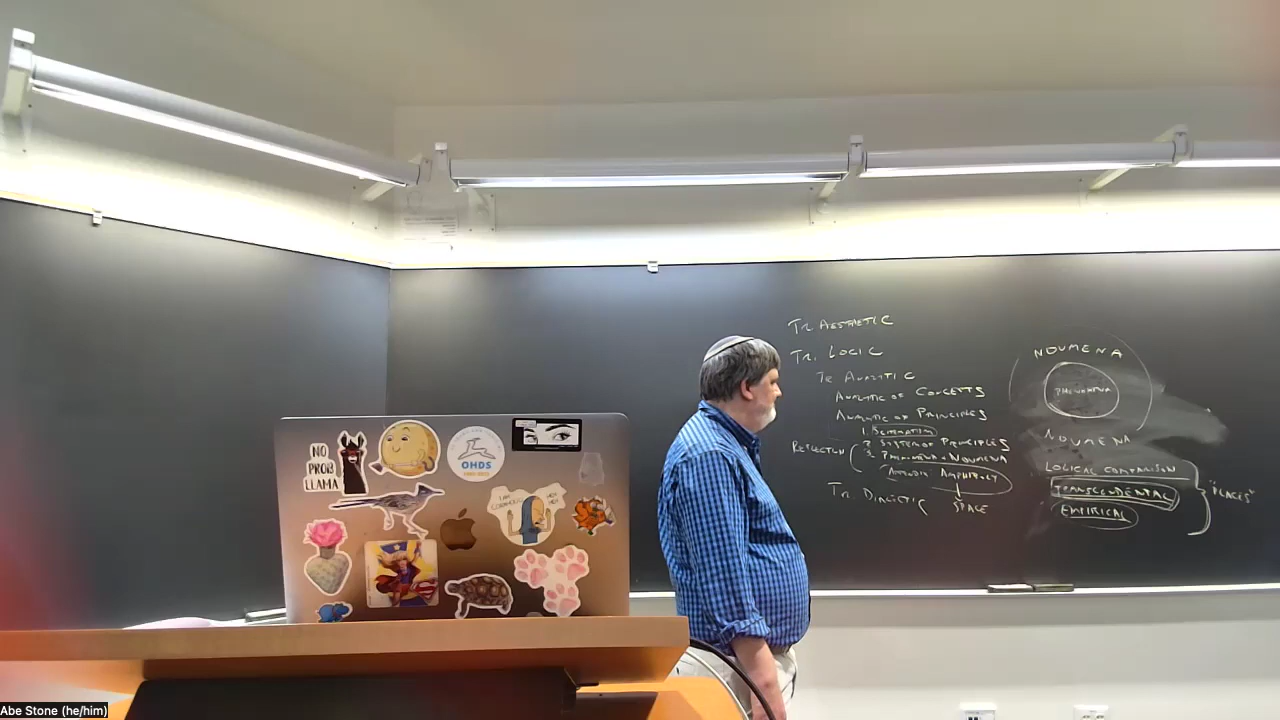 Tr. AESTHETIC
Tr. LOGIC
Tr ANALYTIC
ANALYTIC OF CONCEPTS
ANALYTIC OF PRINCIPLES
1. SCHEMATISM
2. SYSTEM OF PRINCIPLES
3. PHENOMENA + NOUMENA
APPENDIX AMPHIBOLY
REFLECTION
Tr. DIALECTIC
SPACE
NOUMENA
PHENOMENA
NOUMENA
LOGICAL COMPARISON
TRANSCENDENTAL
EMPIRICAL
"PLACES"
NO
PROB
LLAMA
OHDS
I AM
CORNHOLIO
Abe Stone (he/him)